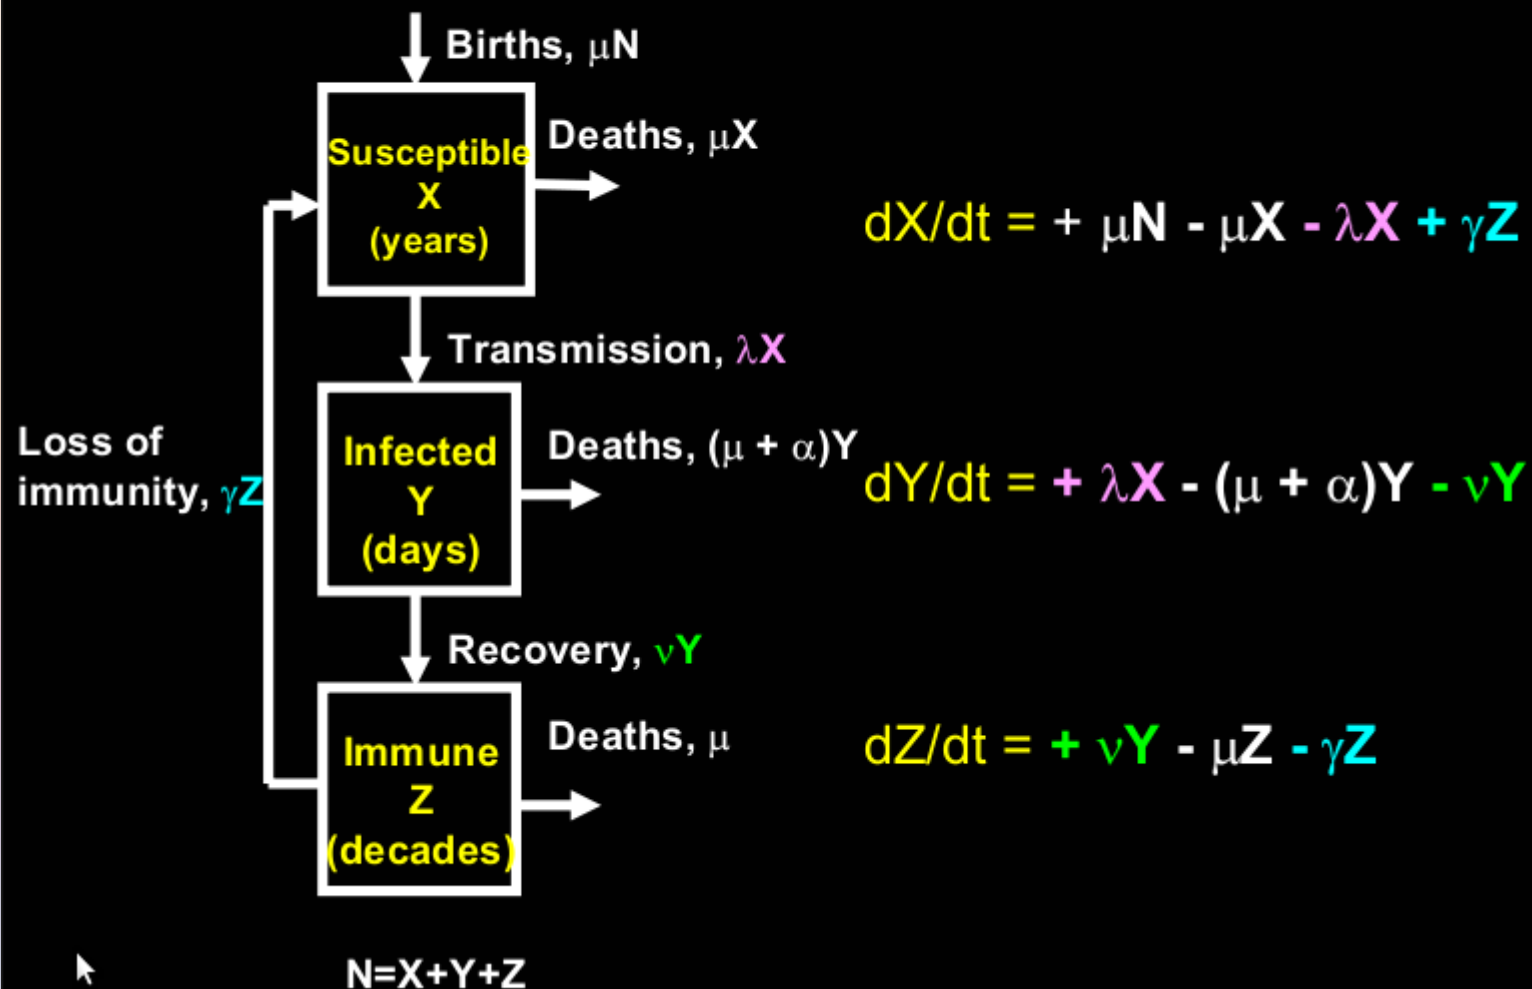 Births, μN
Susceptible
X
(years)
Deaths, μX
dX/dt = + μN - μX - λX + γZ
Transmission, λX
Loss of
immunity, γZ
Infected
Y
(days)
Deaths, (μ + α)Y
dY/dt = + λX - (μ + α)Y - νY
Recovery, νY
Immune
Z
(decades)
Deaths, μ
dZ/dt = + νY - μZ - γZ
N=X+Y+Z